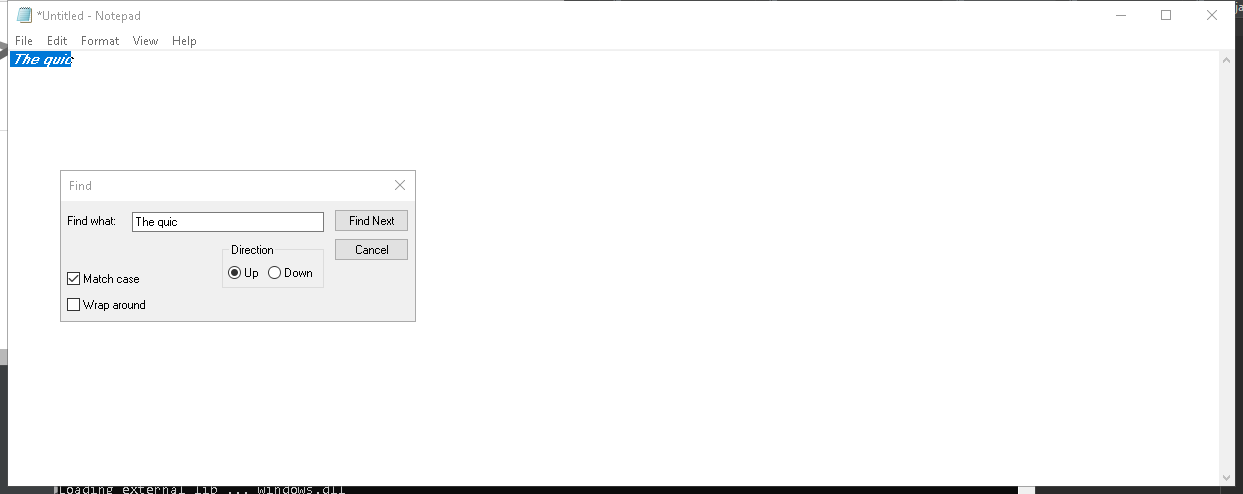 *Untitled - Notepad
File Edit Format View Help
The quic
Find
Find what: The quic Find Next
Direction Cancel
Up Down
Match case
Wrap around
Loading external lib ... windows.dll